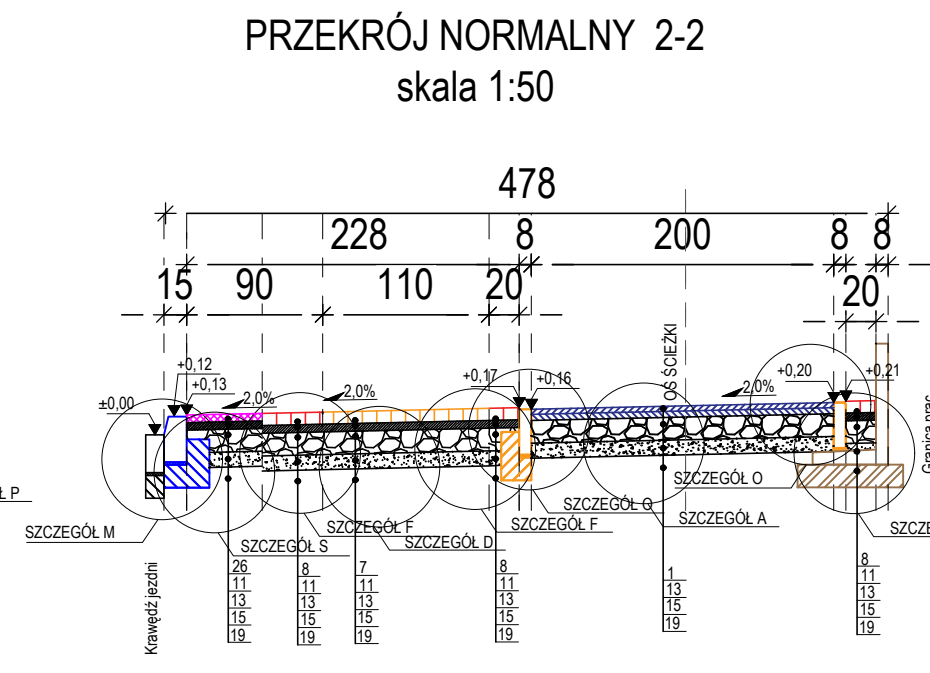 PRZEKRÓJ NORMALNY 2-2
skala 1:50
478
228 8 200 8 8
15 90 110 20 20
OŚ ŚCIEŻKI
+0,12
+0,13
±0,00
2,0%
2,0%
+0,17
+0,16
2,0%
+0,20
+0,21
Granica prac
Ł P
SZCZEGÓŁ M
SZCZEGÓŁ S
SZCZEGÓŁ F
SZCZEGÓŁ D
SZCZEGÓŁ F
SZCZEGÓŁ A
SZCZEGÓŁ O
SZCZE
Krawędź jezdni
26
11
13
15
19
8
11
13
15
19
7
11
13
15
19
8
11
13
15
19
1
13
15
19
8
11
13
15
19